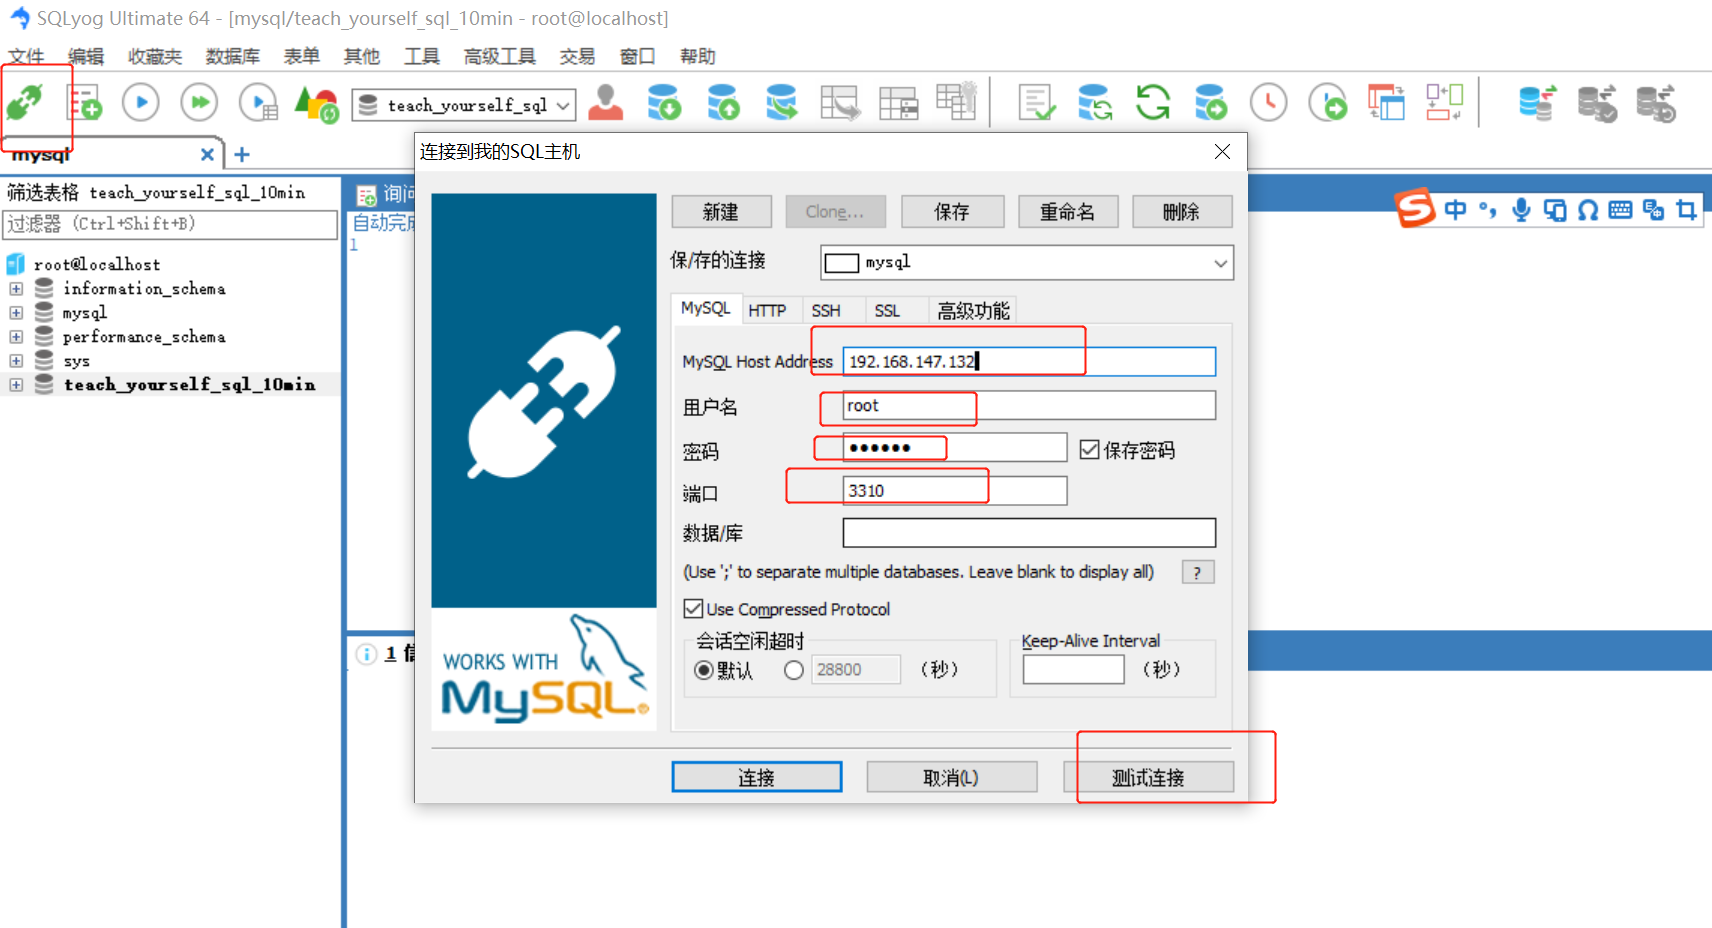 SQLyog Ultimate 64 - [mysql/teach_yourself_sql_10min - root@localhost]
文件 编辑 收藏夹 数据库 表单 其他 工具 高级工具 交易 窗口 帮助
teach_yourself_sql
mysql
筛选表格 teach_yourself_sql_10min
过滤器 (Ctrl+Shift+B)
root@localhost
information_schema
mysql
performance_schema
sys
teach_yourself_sql_10min
询问
自动完成
1
1 信
连接到我的SQL主机
新建 Clone... 保存 重命名 删除
保/存的连接 mysql
MySQL HTTP SSH SSL 高级功能
MySQL Host Address 192.168.147.132
用户名 root
密码 ●●●●●● 保存密码
端口 3310
数据/库
(Use ';' to separate multiple databases. Leave blank to display all) ?
Use Compressed Protocol
会话空闲超时 Keep-Alive Interval
默认 28800 (秒) (秒)
WORKS WITH
MySQL
连接 取消(L) 测试连接
S 中